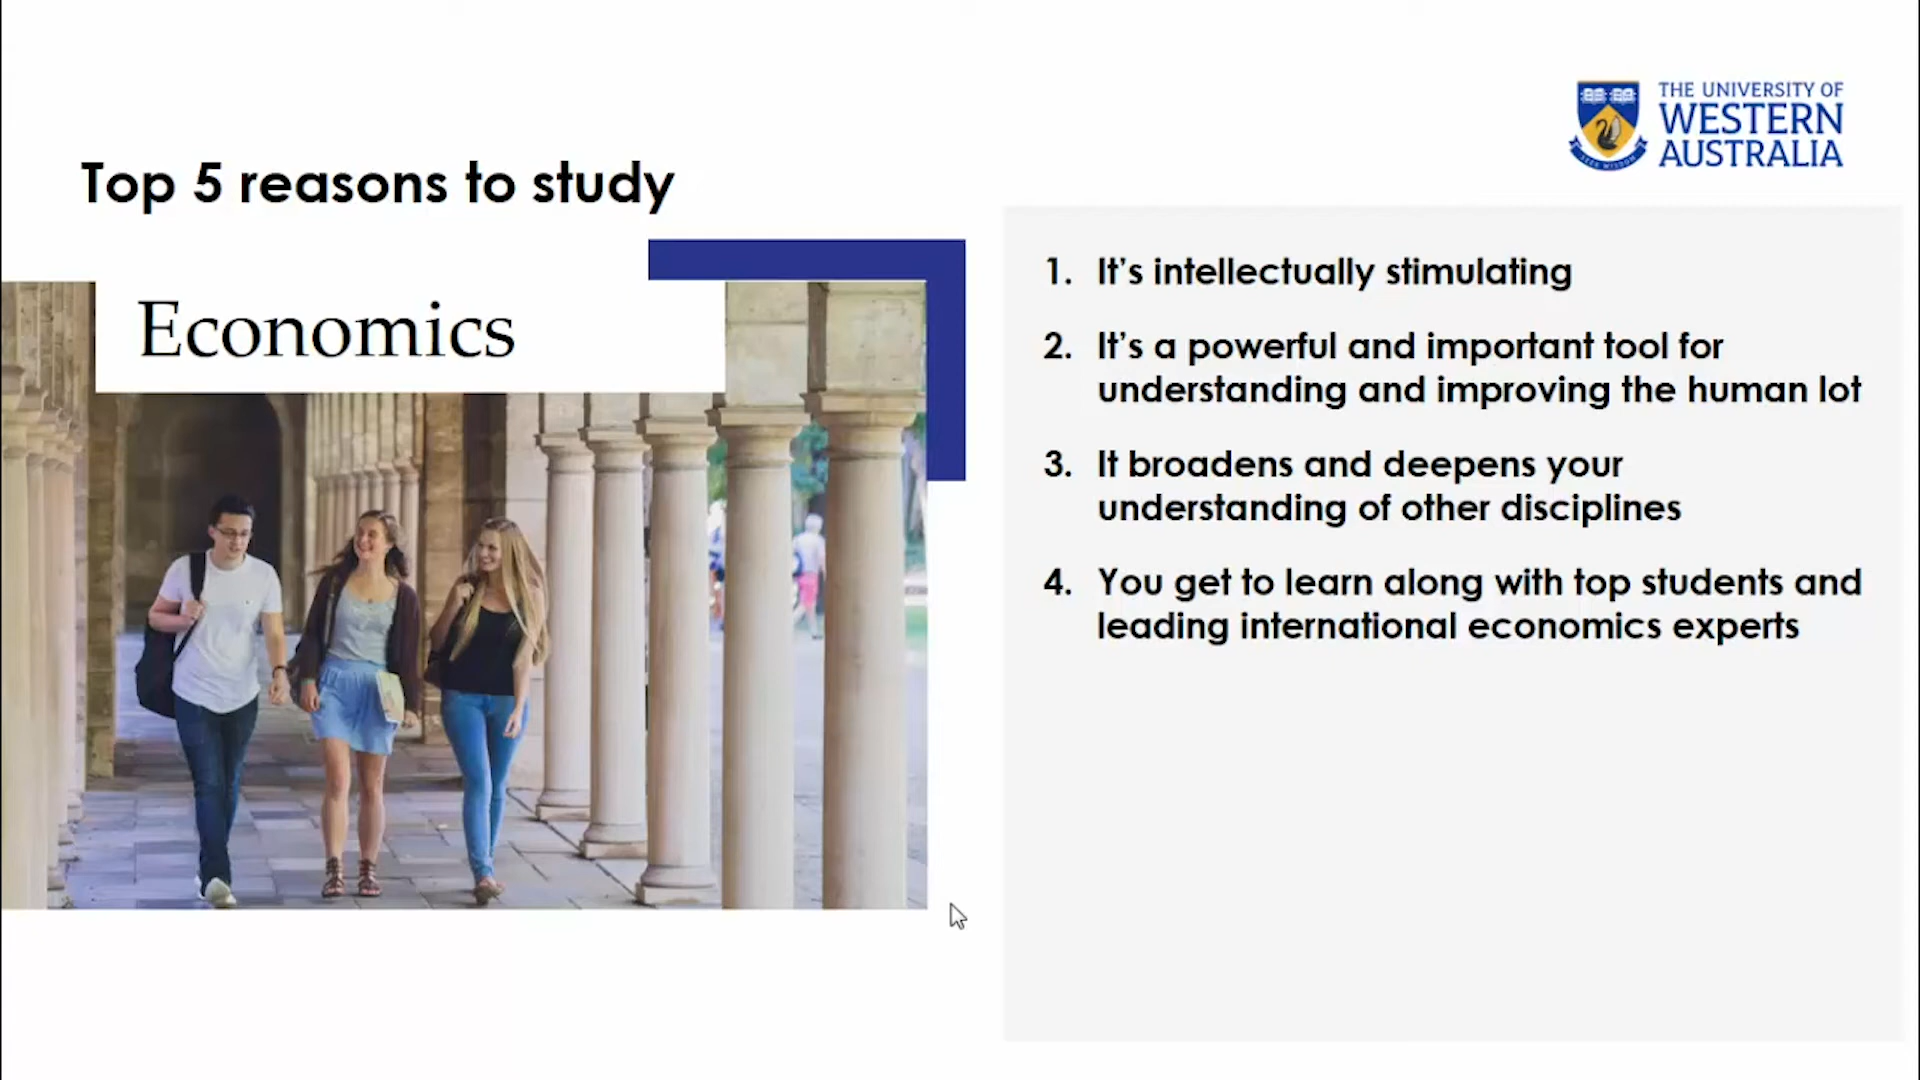 THE UNIVERSITY OF
WESTERN
AUSTRALIA
Top 5 reasons to study
Economics
1. It’s intellectually stimulating
2. It’s a powerful and important tool for
understanding and improving the human lot
3. It broadens and deepens your
understanding of other disciplines
4. You get to learn along with top students and
leading international economics experts